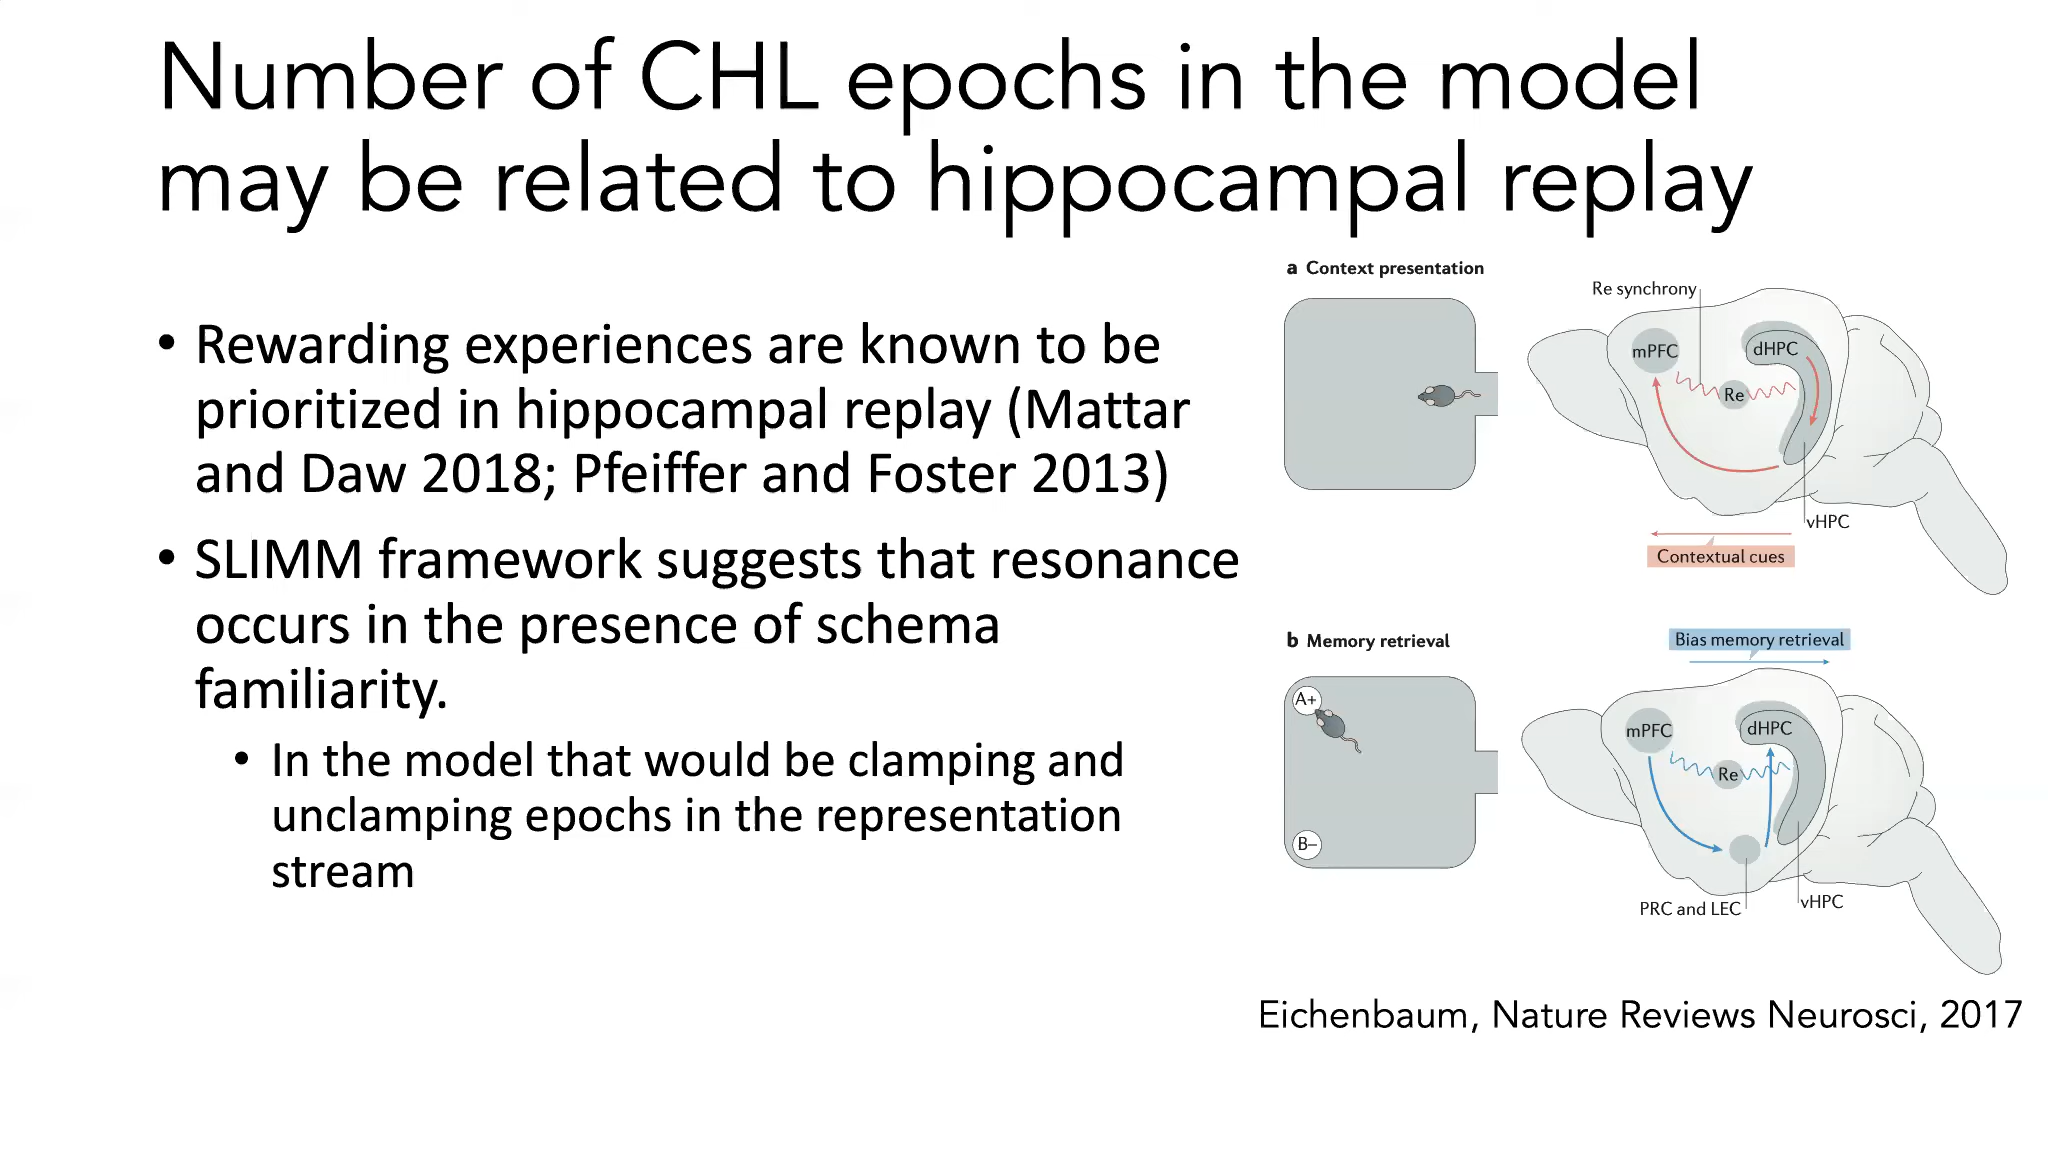 Number of CHL epochs in the model
may be related to hippocampal replay
• Rewarding experiences are known to be
prioritized in hippocampal replay (Mattar
and Daw 2018; Pfeiffer and Foster 2013)
• SLIMM framework suggests that resonance
occurs in the presence of schema
familiarity.
• In the model that would be clamping and
unclamping epochs in the representation
stream
a Context presentation
Re synchrony
mPFC
dHPC
Re
vHPC
Contextual cues
b Memory retrieval
Bias memory retrieval
A+
B–
mPFC
dHPC
Re
PRC and LEC
vHPC
Eichenbaum, Nature Reviews Neurosci, 2017